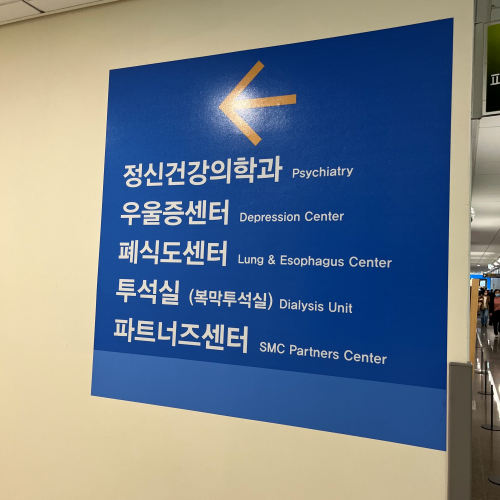 정신건강의학과 Psychiatry
우울증센터 Depression Center
폐식도센터 Lung & Esophagus Center
투석실 (복막투석실) Dialysis Unit
파트너즈센터 SMC Partners Center